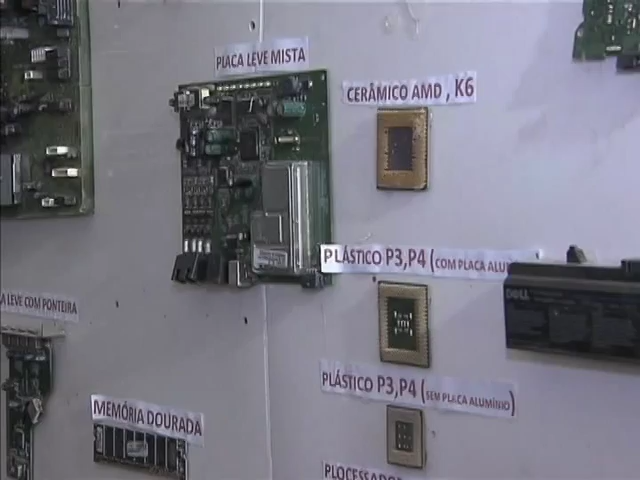 PLACA LEVE MISTA
CERÂMICO AMD , K6
PLÁSTICO P3,P4 (COM PLACA
DELL
LEVE COM PONTEIRA
PLÁSTICO P3,P4 (SEM PLACA ALUMÍNIO)
MEMÓRIA DOURADA